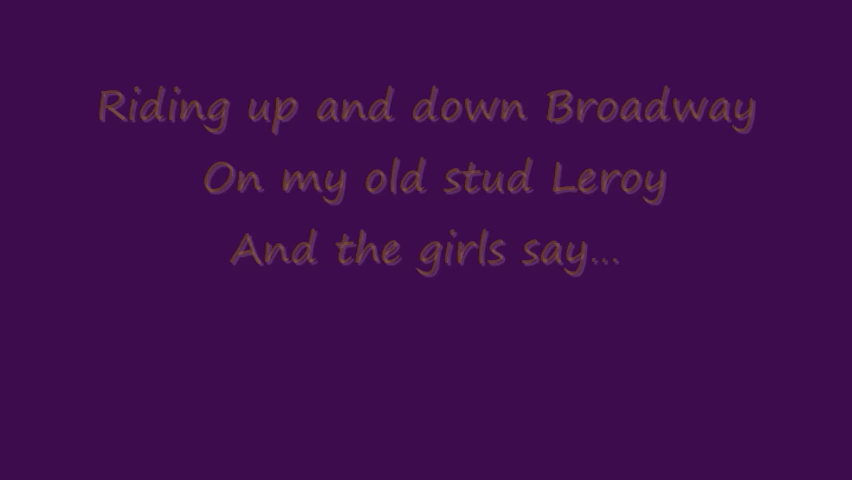 Riding up and down Broadway
On my old stud Leroy
And the girls say...